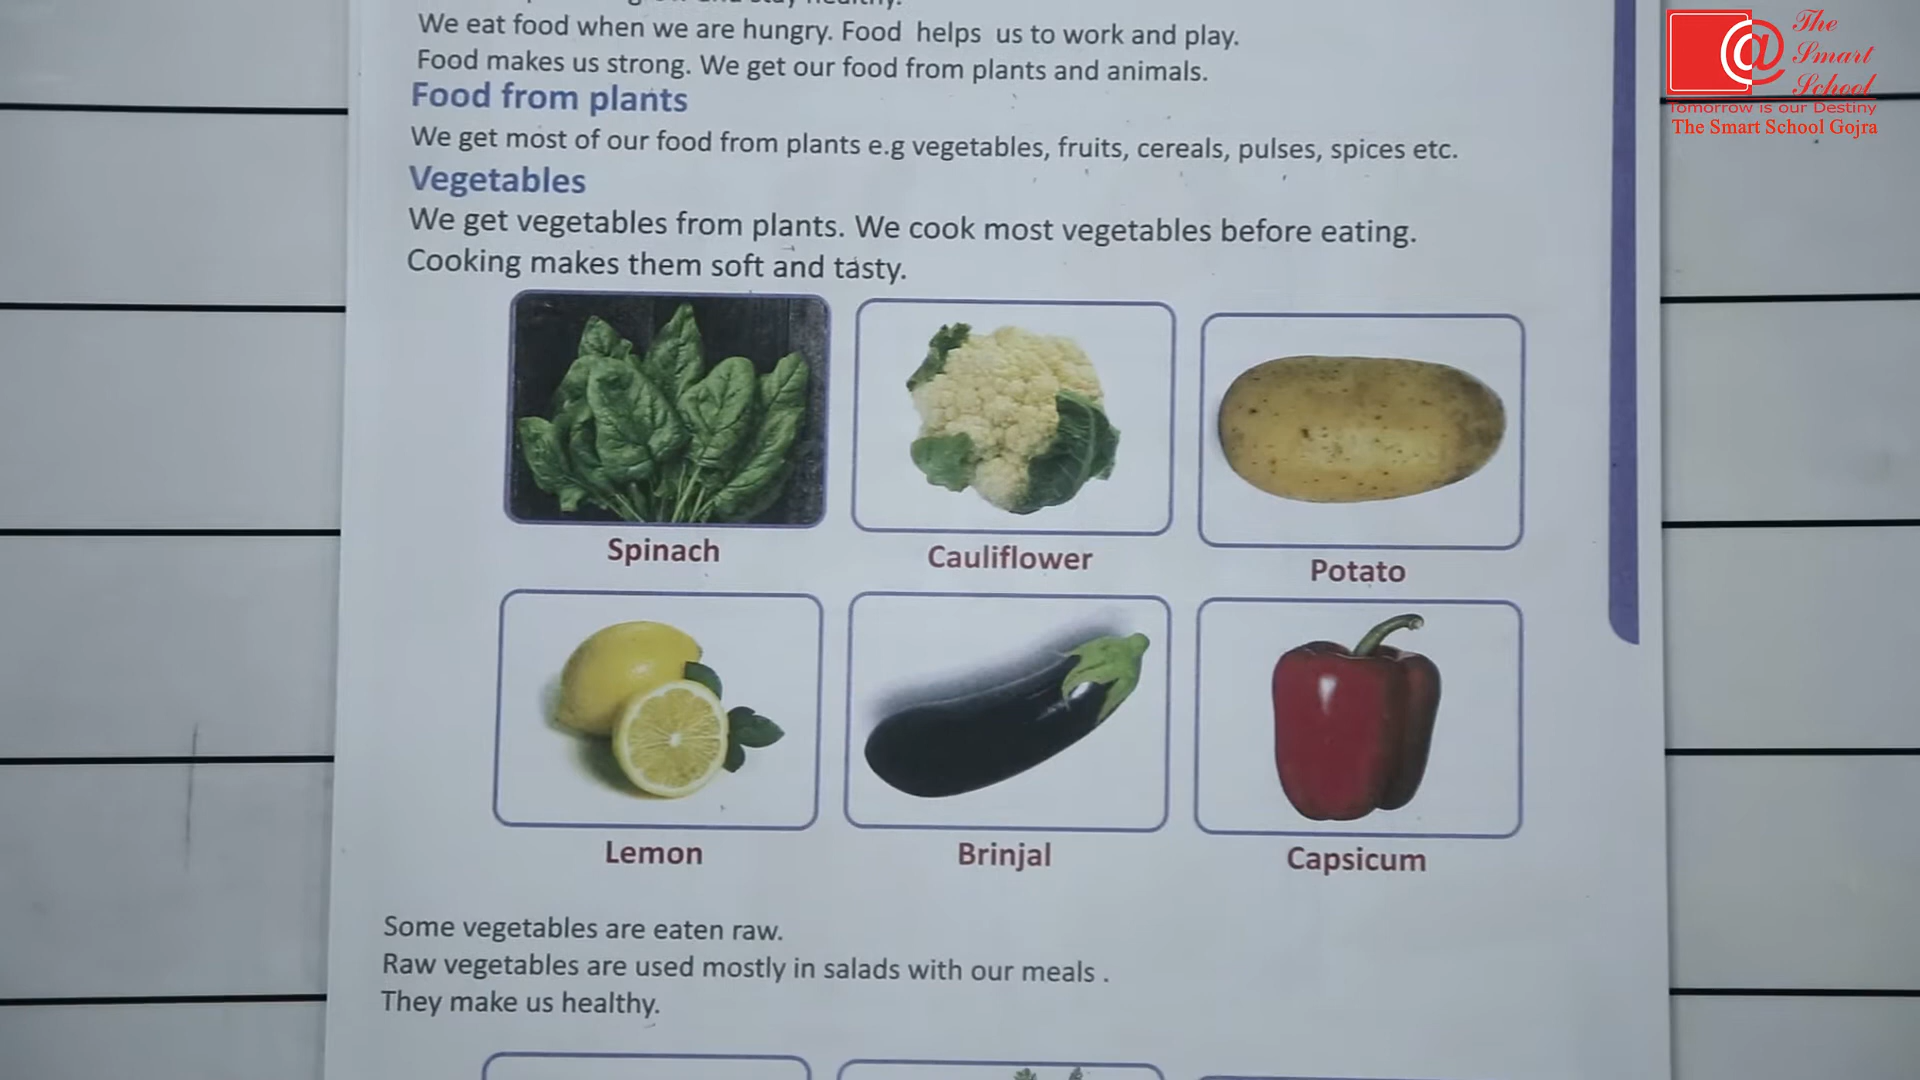 healthy.
We eat food when we are hungry. Food helps us to work and play.
Food makes us strong. We get our food from plants and animals.
Food from plants
We get most of our food from plants e.g vegetables, fruits, cereals, pulses, spices etc.
Vegetables
We get vegetables from plants. We cook most vegetables before eating.
Cooking makes them soft and tasty.
Spinach
Cauliflower
Potato
Lemon
Brinjal
Capsicum
Some vegetables are eaten raw.
Raw vegetables are used mostly in salads with our meals .
They make us healthy.
The
Smart
School
Tomorrow is our Destiny
The Smart School Gojra